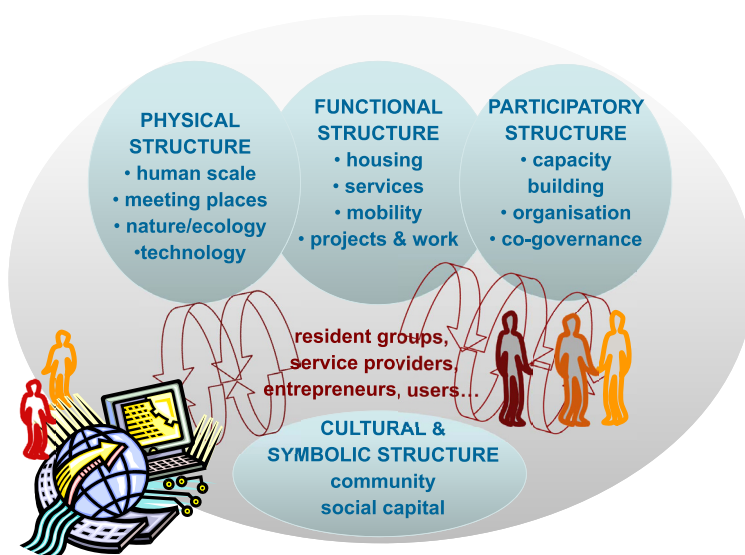 PHYSICAL
STRUCTURE
• human scale
• meeting places
• nature/ecology
•technology
FUNCTIONAL
STRUCTURE
• housing
• services
• mobility
• projects & work
PARTICIPATORY
STRUCTURE
• capacity
building
• organisation
• co-governance
resident groups,
service providers,
entrepreneurs, users…
CULTURAL &
SYMBOLIC STRUCTURE
community
social capital